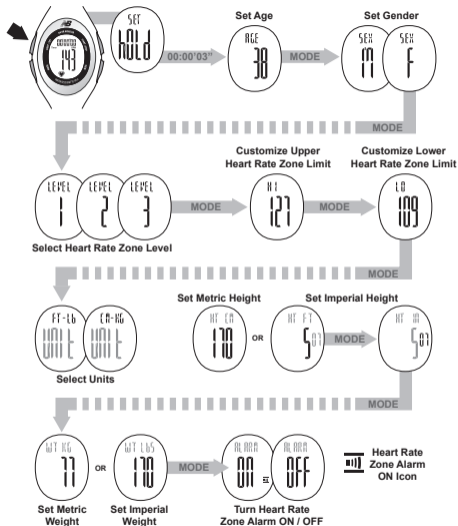 SET
HOLD
00:00'03"
Set Age
AGE
38
MODE
Set Gender
SEX
M
SEX
F
MODE
LEVEL
1
LEVEL
2
LEVEL
3
Select Heart Rate Zone Level
MODE
Customize Upper
Heart Rate Zone Limit
HI
127
MODE
Customize Lower
Heart Rate Zone Limit
LO
109
MODE
FT-Lb
UNIt
CM-KG
UNIt
Select Units
Set Metric Height
HT CM
170
OR
Set Imperial Height
HT FT
5 07
MODE
HT IN
5 07
MODE
WT KG
77
Set Metric
Weight
OR
WT LBS
170
Set Imperial
Weight
MODE
ALARM
ON
ALARM
OFF
Turn Heart Rate
Zone Alarm ON / OFF
Heart Rate
Zone Alarm
ON Icon